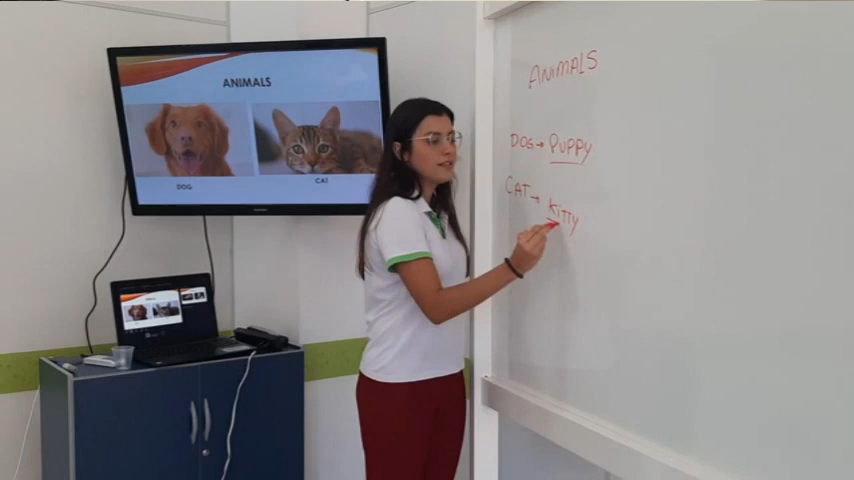 ANIMALS
DOG
CAT
ANIMALS
DOG → PUPPY
CAT → KITTY